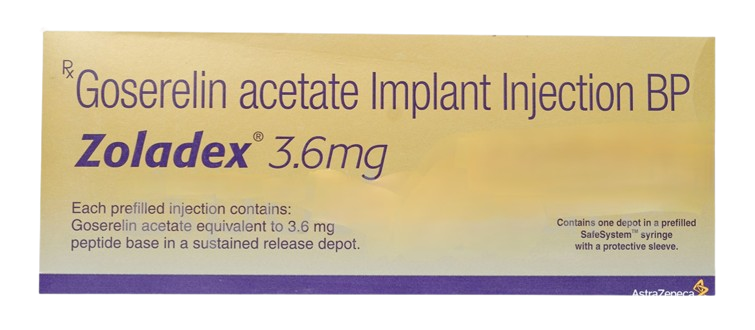 Rx Goserelin acetate Implant Injection BP
Zoladex® 3.6mg
Each prefilled injection contains:
Goserelin acetate equivalent to 3.6 mg
peptide base in a sustained release depot.
Contains one depot in a prefilled
SafeSystem™ syringe
with a protective sleeve.
AstraZeneca